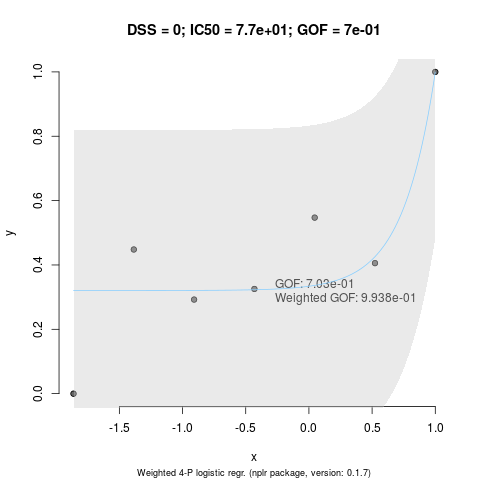 DSS = 0; IC50 = 7.7e+01; GOF = 7e-01
1.0
0.8
0.6
0.4
0.2
0.0
y
GOF: 7.03e-01
Weighted GOF: 9.938e-01
-1.5 -1.0 -0.5 0.0 0.5 1.0
x
Weighted 4-P logistic regr. (nplr package, version: 0.1.7)